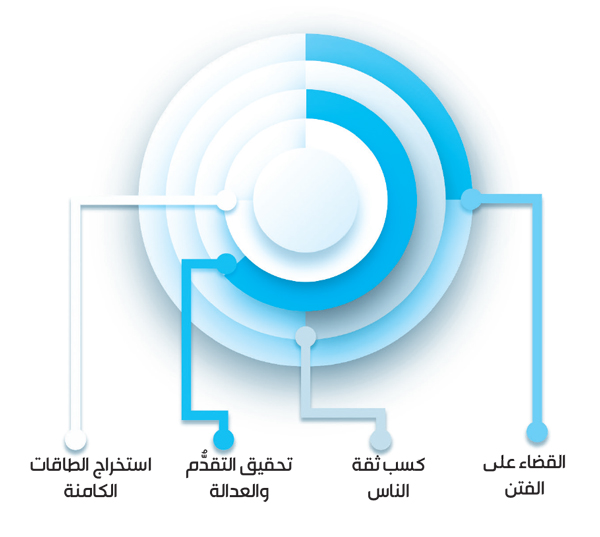 القضاء على
الفتن
كسب ثقة
الناس
تحقيق التقدُّم
والعدالة
استخراج الطاقات
الكامنة